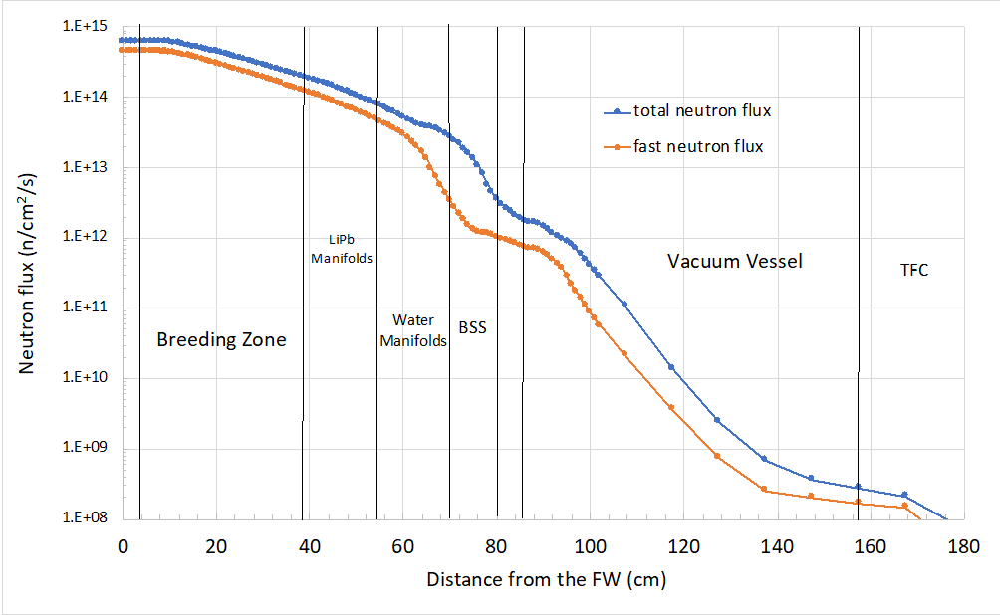 1.E+15
1.E+14
1.E+13
1.E+12
1.E+11
1.E+10
1.E+09
1.E+08
Neutron flux (n/cm²/s)
total neutron flux
fast neutron flux
LiPb
Manifolds
Vacuum Vessel
TFC
Breeding Zone
Water
Manifolds
BSS
0 20 40 60 80 100 120 140 160 180
Distance from the FW (cm)